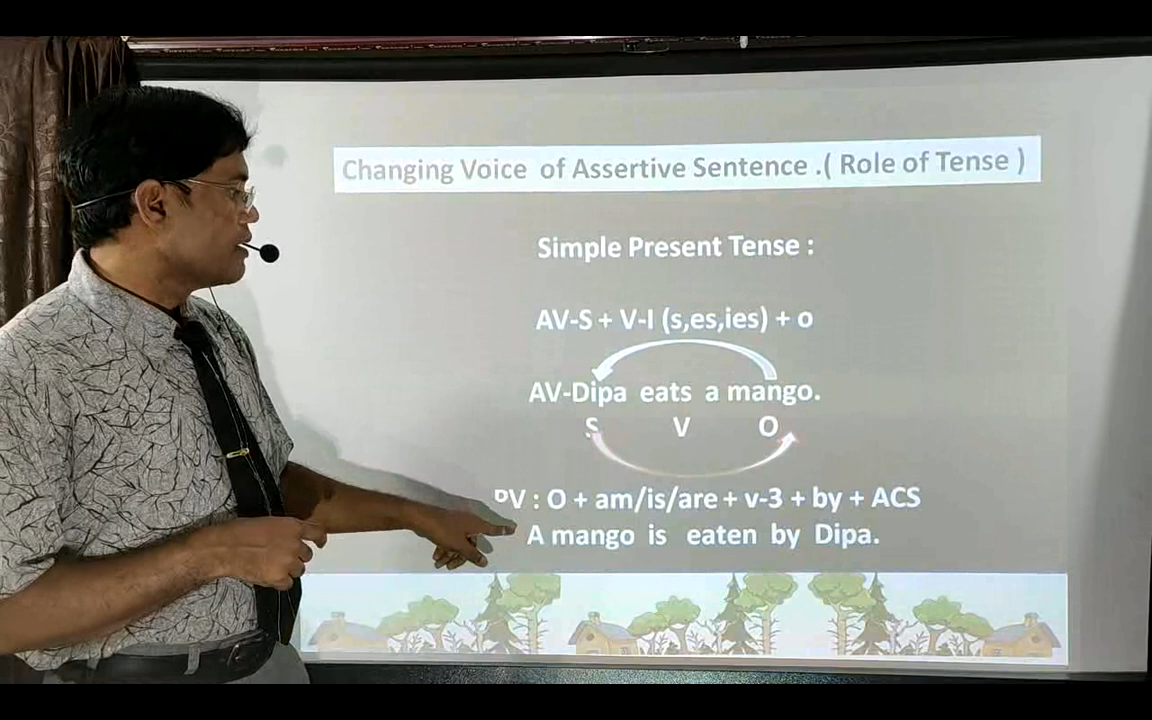 Changing Voice of Assertive Sentence .( Role of Tense )
Simple Present Tense :
AV-S + V-I (s,es,ies) + o
AV-Dipa eats a mango.
S V O
PV : O + am/is/are + v-3 + by + ACS
A mango is eaten by Dipa.